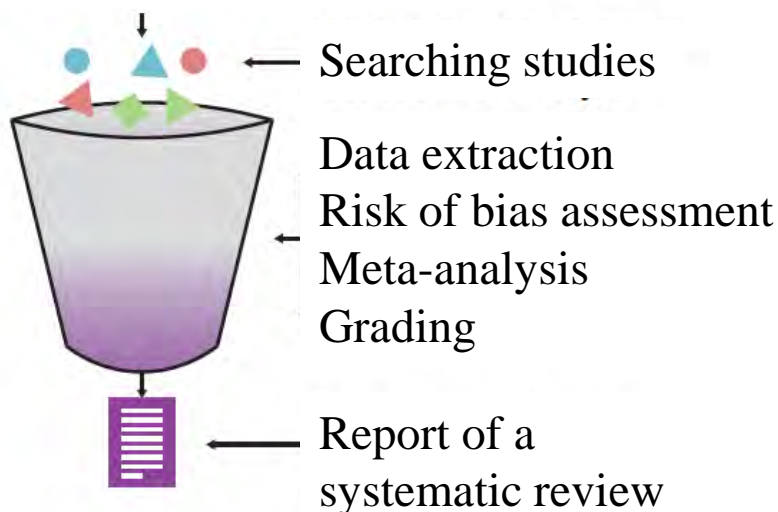 Searching studies
Data extraction
Risk of bias assessment
Meta-analysis
Grading
Report of a
systematic review